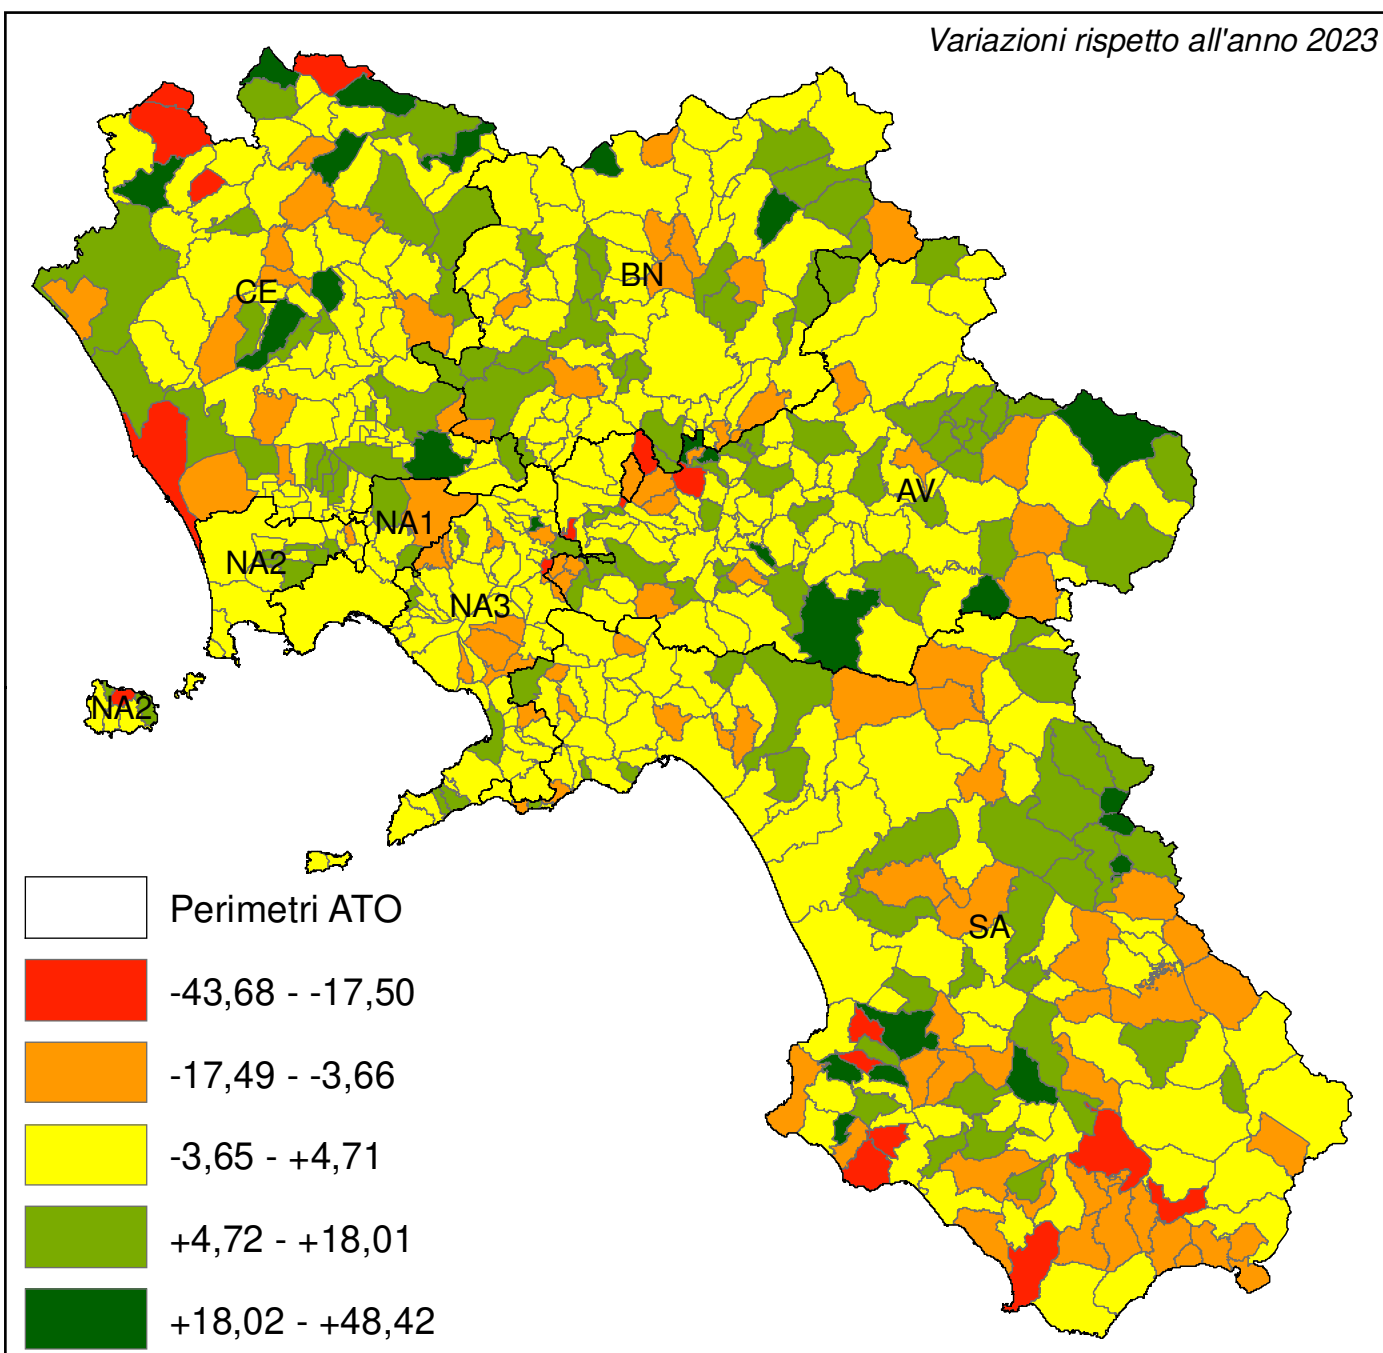 Variazioni rispetto all'anno 2023
BN
CE
AV
NA1
NA2
NA3
NA2
SA
Perimetri ATO
-43,68 - -17,50
-17,49 - -3,66
-3,65 - +4,71
+4,72 - +18,01
+18,02 - +48,42